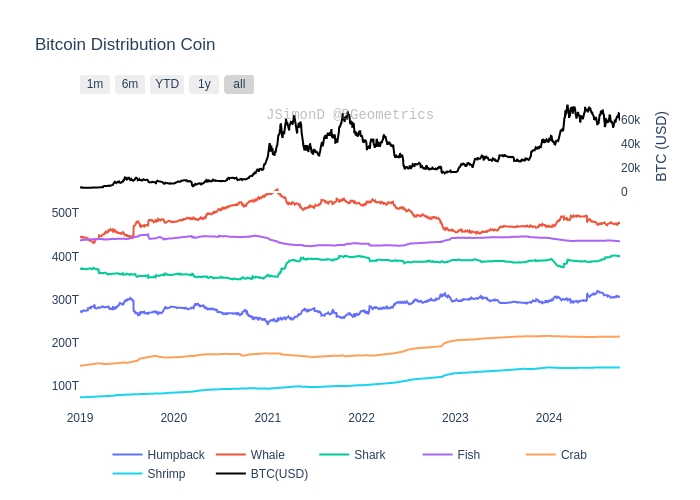 Bitcoin Distribution Coin
1m 6m YTD 1y all
JSimonD @BGeometrics
60k
40k
20k
0
BTC (USD)
500T
400T
300T
200T
100T
2019 2020 2021 2022 2023 2024
Humpback Whale Shark Fish Crab
Shrimp BTC(USD)